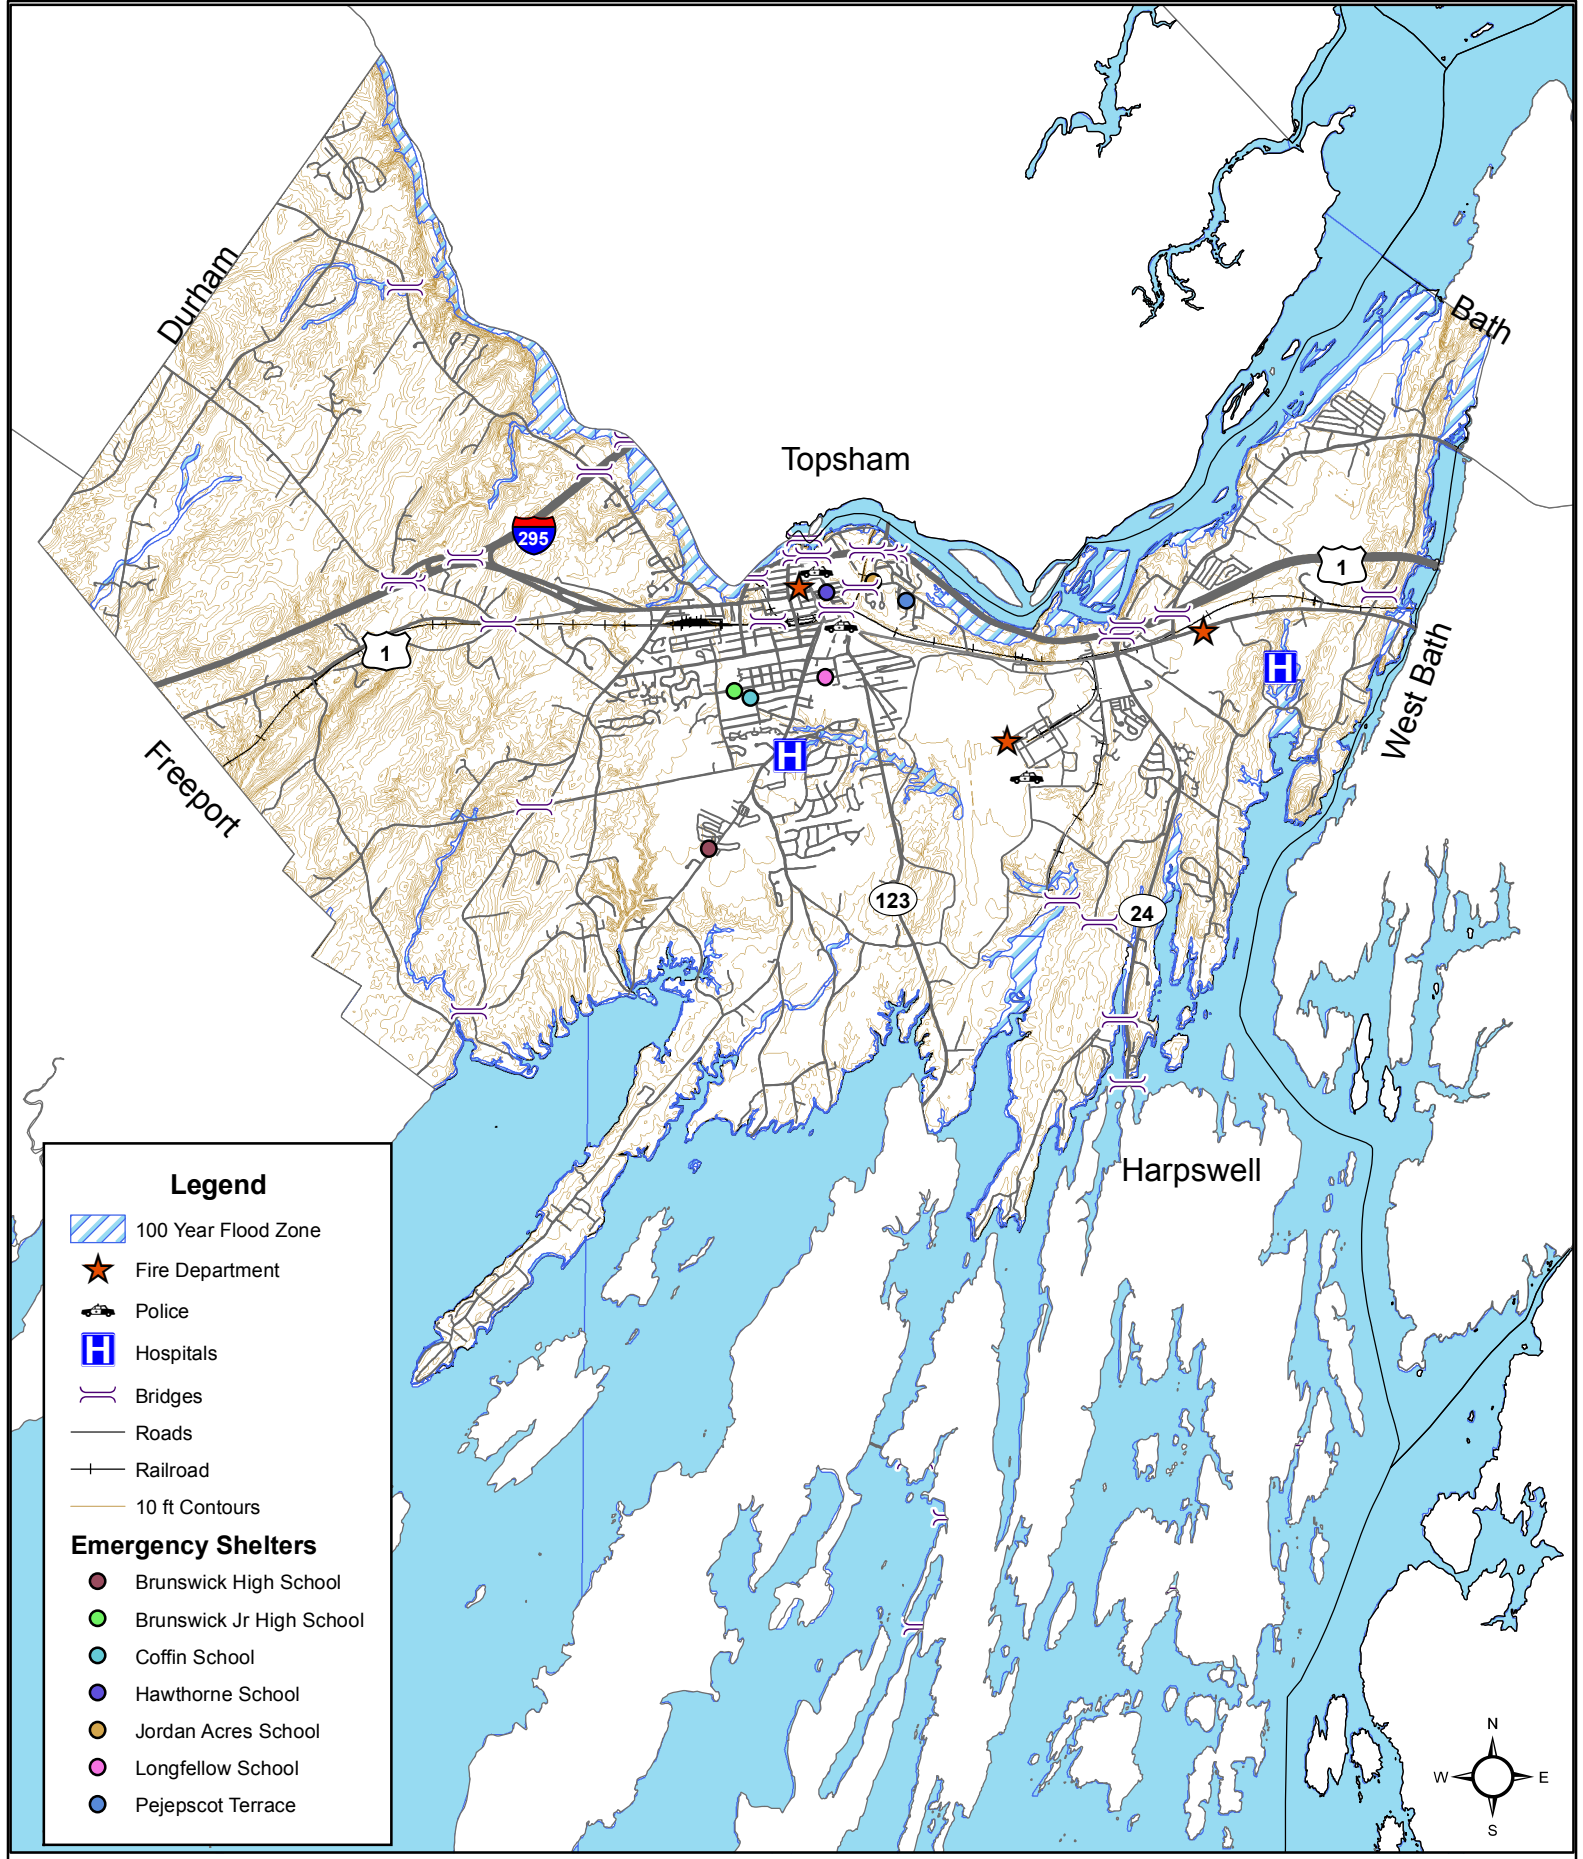 Durham
Bath
Topsham
295
1
1
West Bath
Freeport
123
24
Harpswell
Legend
100 Year Flood Zone
Fire Department
Police
H Hospitals
Bridges
Roads
Railroad
10 ft Contours
Emergency Shelters
Brunswick High School
Brunswick Jr High School
Coffin School
Hawthorne School
Jordan Acres School
Longfellow School
Pejepscot Terrace
H
H
N
W E
S